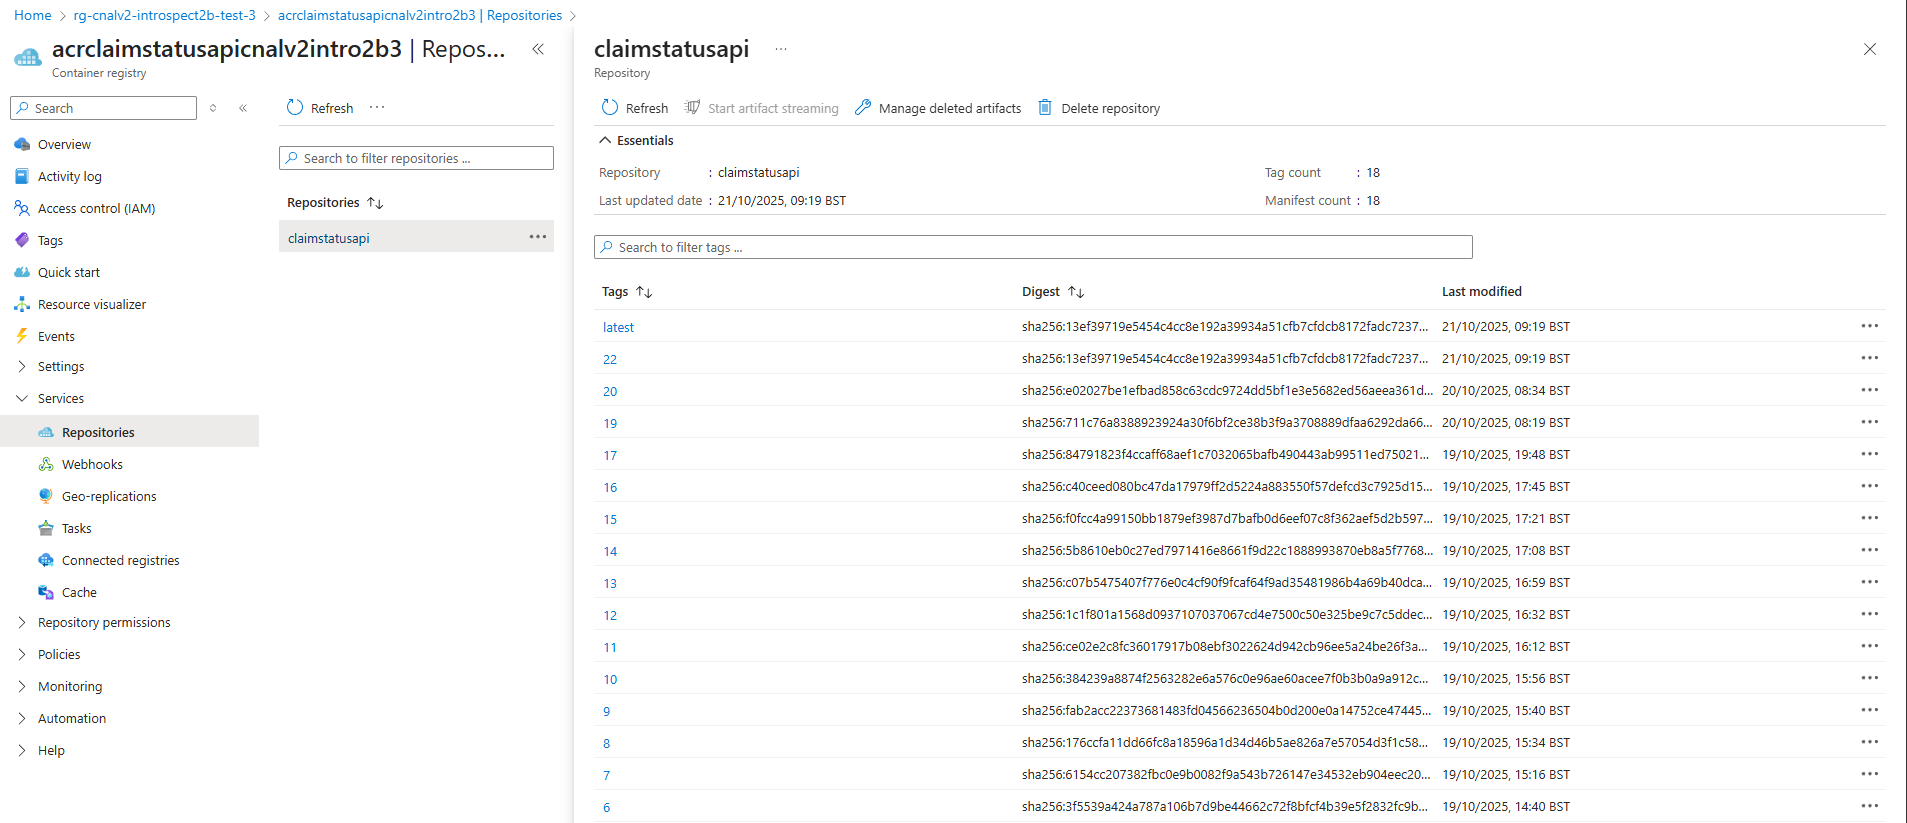 Home > rg-cnalv2-introspect2b-test-3 > acrclaimstatusapicnalv2intro2b3 | Repositories >
acrclaimstatusapicnalv2intro2b3 | Repos...
Container registry
Search
Overview
Activity log
Access control (IAM)
Tags
Quick start
Resource visualizer
Events
Settings
Services
Repositories
Webhooks
Geo-replications
Tasks
Connected registries
Cache
Repository permissions
Policies
Monitoring
Automation
Help
Refresh
Search to filter repositories ...
Repositories
claimstatusapi
claimstatusapi
Repository
Refresh Start artifact streaming Manage deleted artifacts Delete repository
Essentials
Repository : claimstatusapi Tag count : 18
Last updated date : 21/10/2025, 09:19 BST Manifest count : 18
Search to filter tags ...
Tags Digest Last modified
latest sha256:13ef39719e5454c4cc8e192a39934a51cfb7cfdcb8172fadc7237... 21/10/2025, 09:19 BST
22 sha256:13ef39719e5454c4cc8e192a39934a51cfb7cfdcb8172fadc7237... 21/10/2025, 09:19 BST
20 sha256:e02027be1efbad858c63cdc9724dd5bf1e3e5682ed56aeea361d... 20/10/2025, 08:34 BST
19 sha256:711c76a8388923924a30f6bf2ce38b3f9a3708889dfaa6292da66... 20/10/2025, 08:19 BST
17 sha256:84791823f4ccaff68aef1c7032065bafb490443ab99511ed75021... 19/10/2025, 19:48 BST
16 sha256:c40ceed080bc47da17979ff2d5224a883550f57defcd3c7925d15... 19/10/2025, 17:45 BST
15 sha256:f0fcc4a99150bb1879ef3987d7bafb0d6eef07c8f362aef5d2b597... 19/10/2025, 17:21 BST
14 sha256:5b8610eb0c27ed7971416e8661f9d22c1888993870eb8a5f7768... 19/10/2025, 17:08 BST
13 sha256:c07b5475407f776e0c4cf90f9fcaf64f9ad35481986b4a69b40dca... 19/10/2025, 16:59 BST
12 sha256:1c1f801a1568d0937107037067cd4e7500c50e325be9c7c5ddec... 19/10/2025, 16:32 BST
11 sha256:ce02e2c8fc36017917b08ebf3022624d942cb96ee5a24be26f3a... 19/10/2025, 16:12 BST
10 sha256:384239a8874f2563282e6a576c0e96ae60acee7f0b3b0a9a912c... 19/10/2025, 15:56 BST
9 sha256:fab2acc22373681483fd04566236504b0d200e0a14752ce47445... 19/10/2025, 15:40 BST
8 sha256:176ccfa11dd66fc8a18596a1d34d46b5ae826a7e57054d3f1c58... 19/10/2025, 15:34 BST
7 sha256:6154cc207382fbc0e9b0082f9a543b726147e34532eb904eec20... 19/10/2025, 15:16 BST
6 sha256:3f5539a424a787a106b7d9be44662c72f8bfcf4b39e5f2832fc9b... 19/10/2025, 14:40 BST